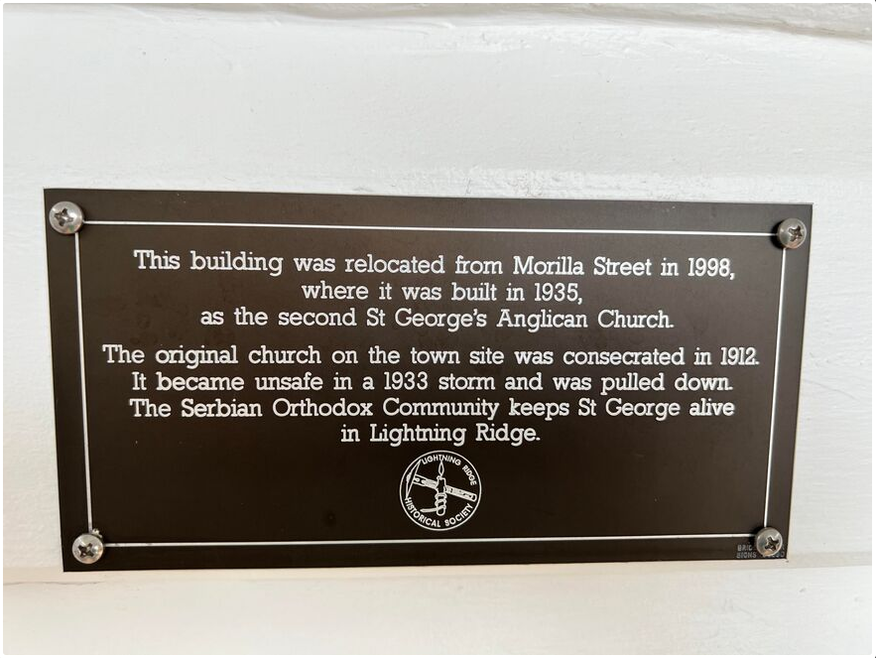 This building was relocated from Morilla Street in 1998,
where it was built in 1935,
as the second St George's Anglican Church.
The original church on the town site was consecrated in 1912.
It became unsafe in a 1933 storm and was pulled down.
The Serbian Orthodox Community keeps St George alive
in Lightning Ridge.
LIGHTNING RIDGE
HISTORICAL SOCIETY
SIGNS